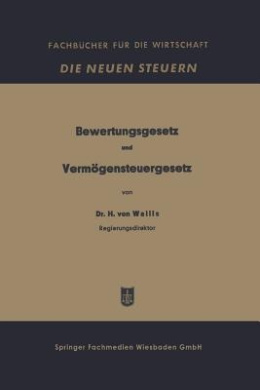 FACHBÜCHER FÜR DIE WIRTSCHAFT
DIE NEUEN STEUERN
Bewertungsgesetz
und
Vermögensteuergesetz
von
Dr. H. von Wallis
Regierungsdirektor
Springer Fachmedien Wiesbaden GmbH